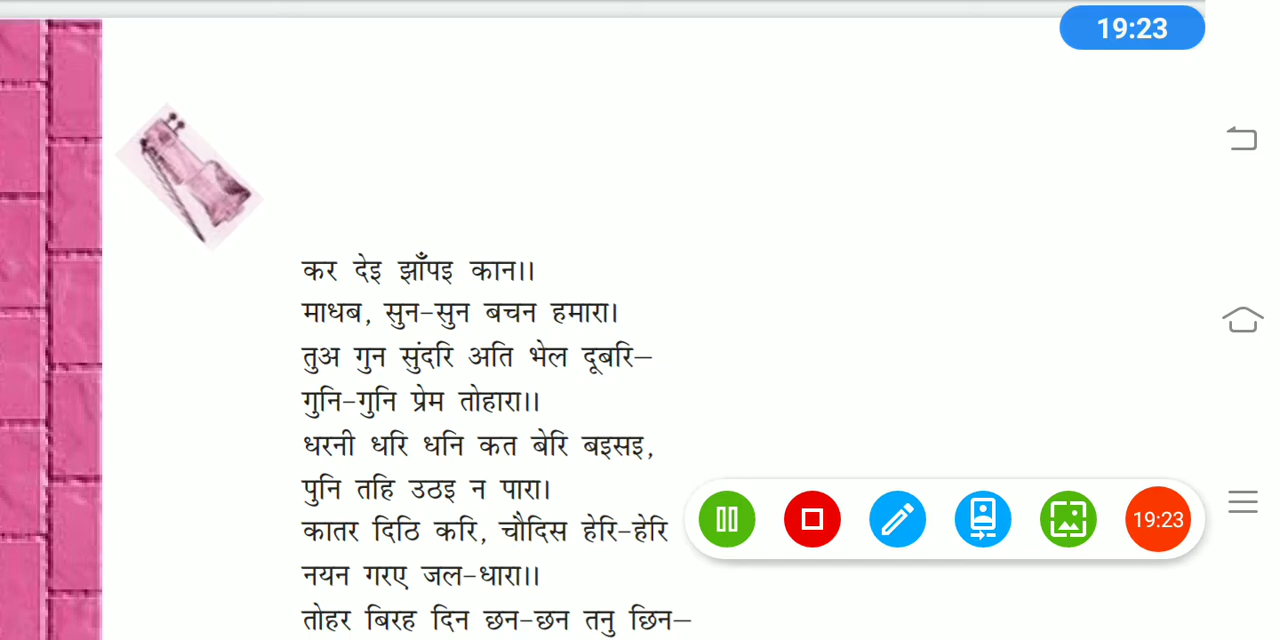 19:23
कर देइ झाँपइ कान।।
माधब, सुन-सुन बचन हमारा।
तुअ गुन सुंदरि अति भेल दूबरि—
गुनि-गुनि प्रेम तोहारा।।
धरनी धरि धनि कत बेरि बइसइ,
पुनि तहि उठइ न पारा।
कातर दिठि करि, चौदिस हेरि-हेरि
नयन गरए जल-धारा।।
तोहर बिरह दिन छन-छन तनु छिन—
19:23